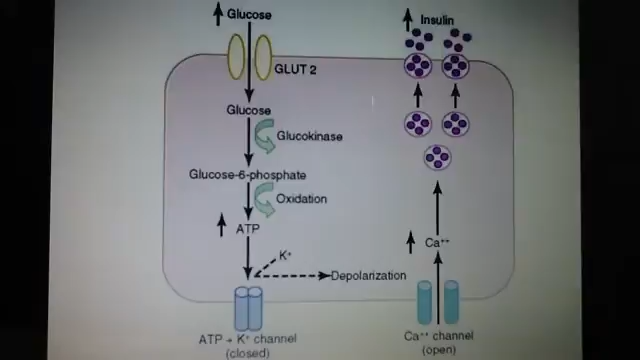 Glucose
Insulin
GLUT 2
Glucose
Glucokinase
Glucose-6-phosphate
Oxidation
ATP
K⁺
Depolarization
Ca⁺⁺
ATP + K⁺ channel
(closed)
Ca⁺⁺ channel
(open)